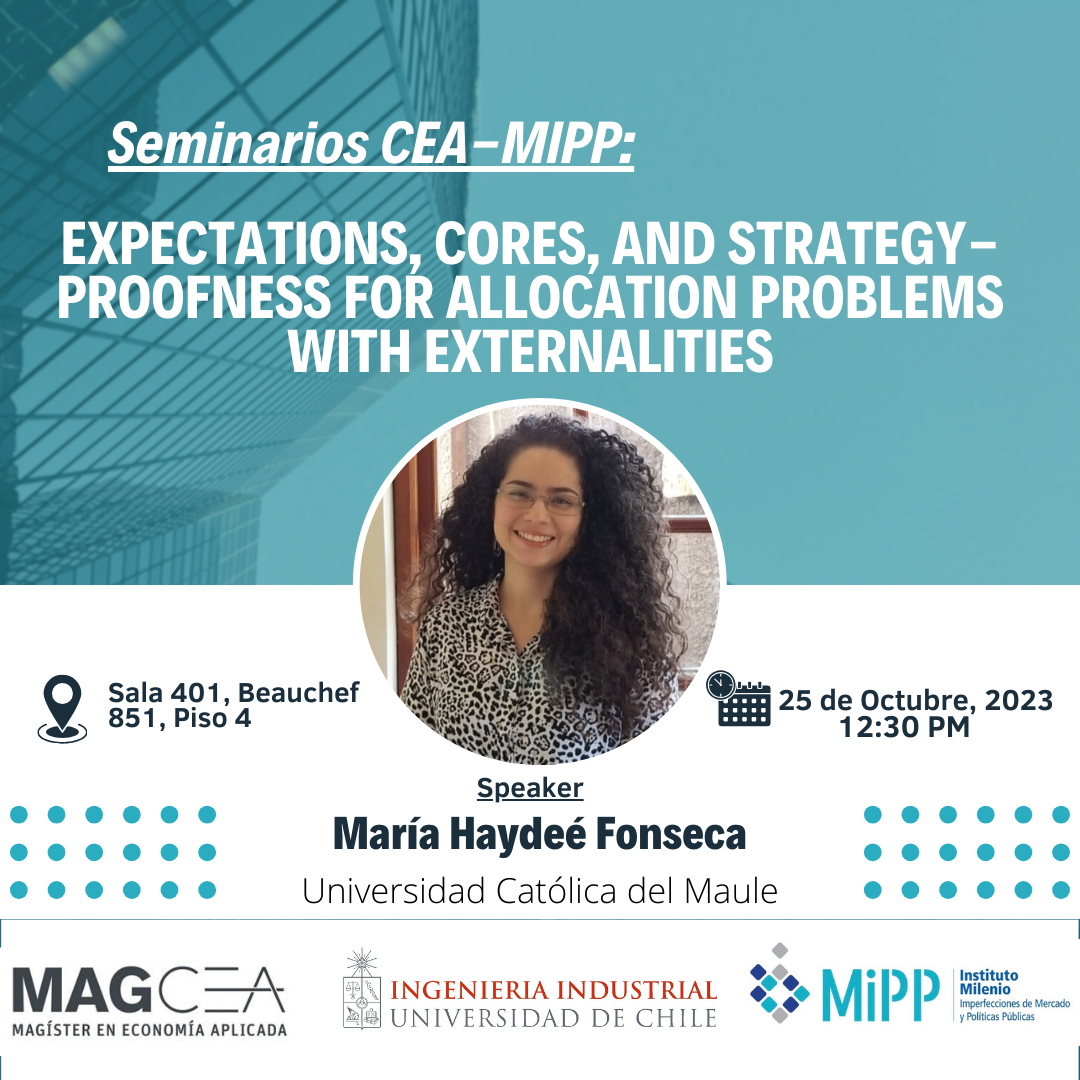 Seminarios CEA–MIPP:
EXPECTATIONS, CORES, AND STRATEGY–
PROOFNESS FOR ALLOCATION PROBLEMS
WITH EXTERNALITIES
Sala 401, Beauchef
851, Piso 4
25 de Octubre, 2023
12:30 PM
Speaker
María Haydeé Fonseca
Universidad Católica del Maule
MAGCEA
MAGÍSTER EN ECONOMÍA APLICADA
INGENIERIA INDUSTRIAL
UNIVERSIDAD DE CHILE
MiPP
Instituto
Milenio
Imperfecciones de Mercado
y Políticas Públicas